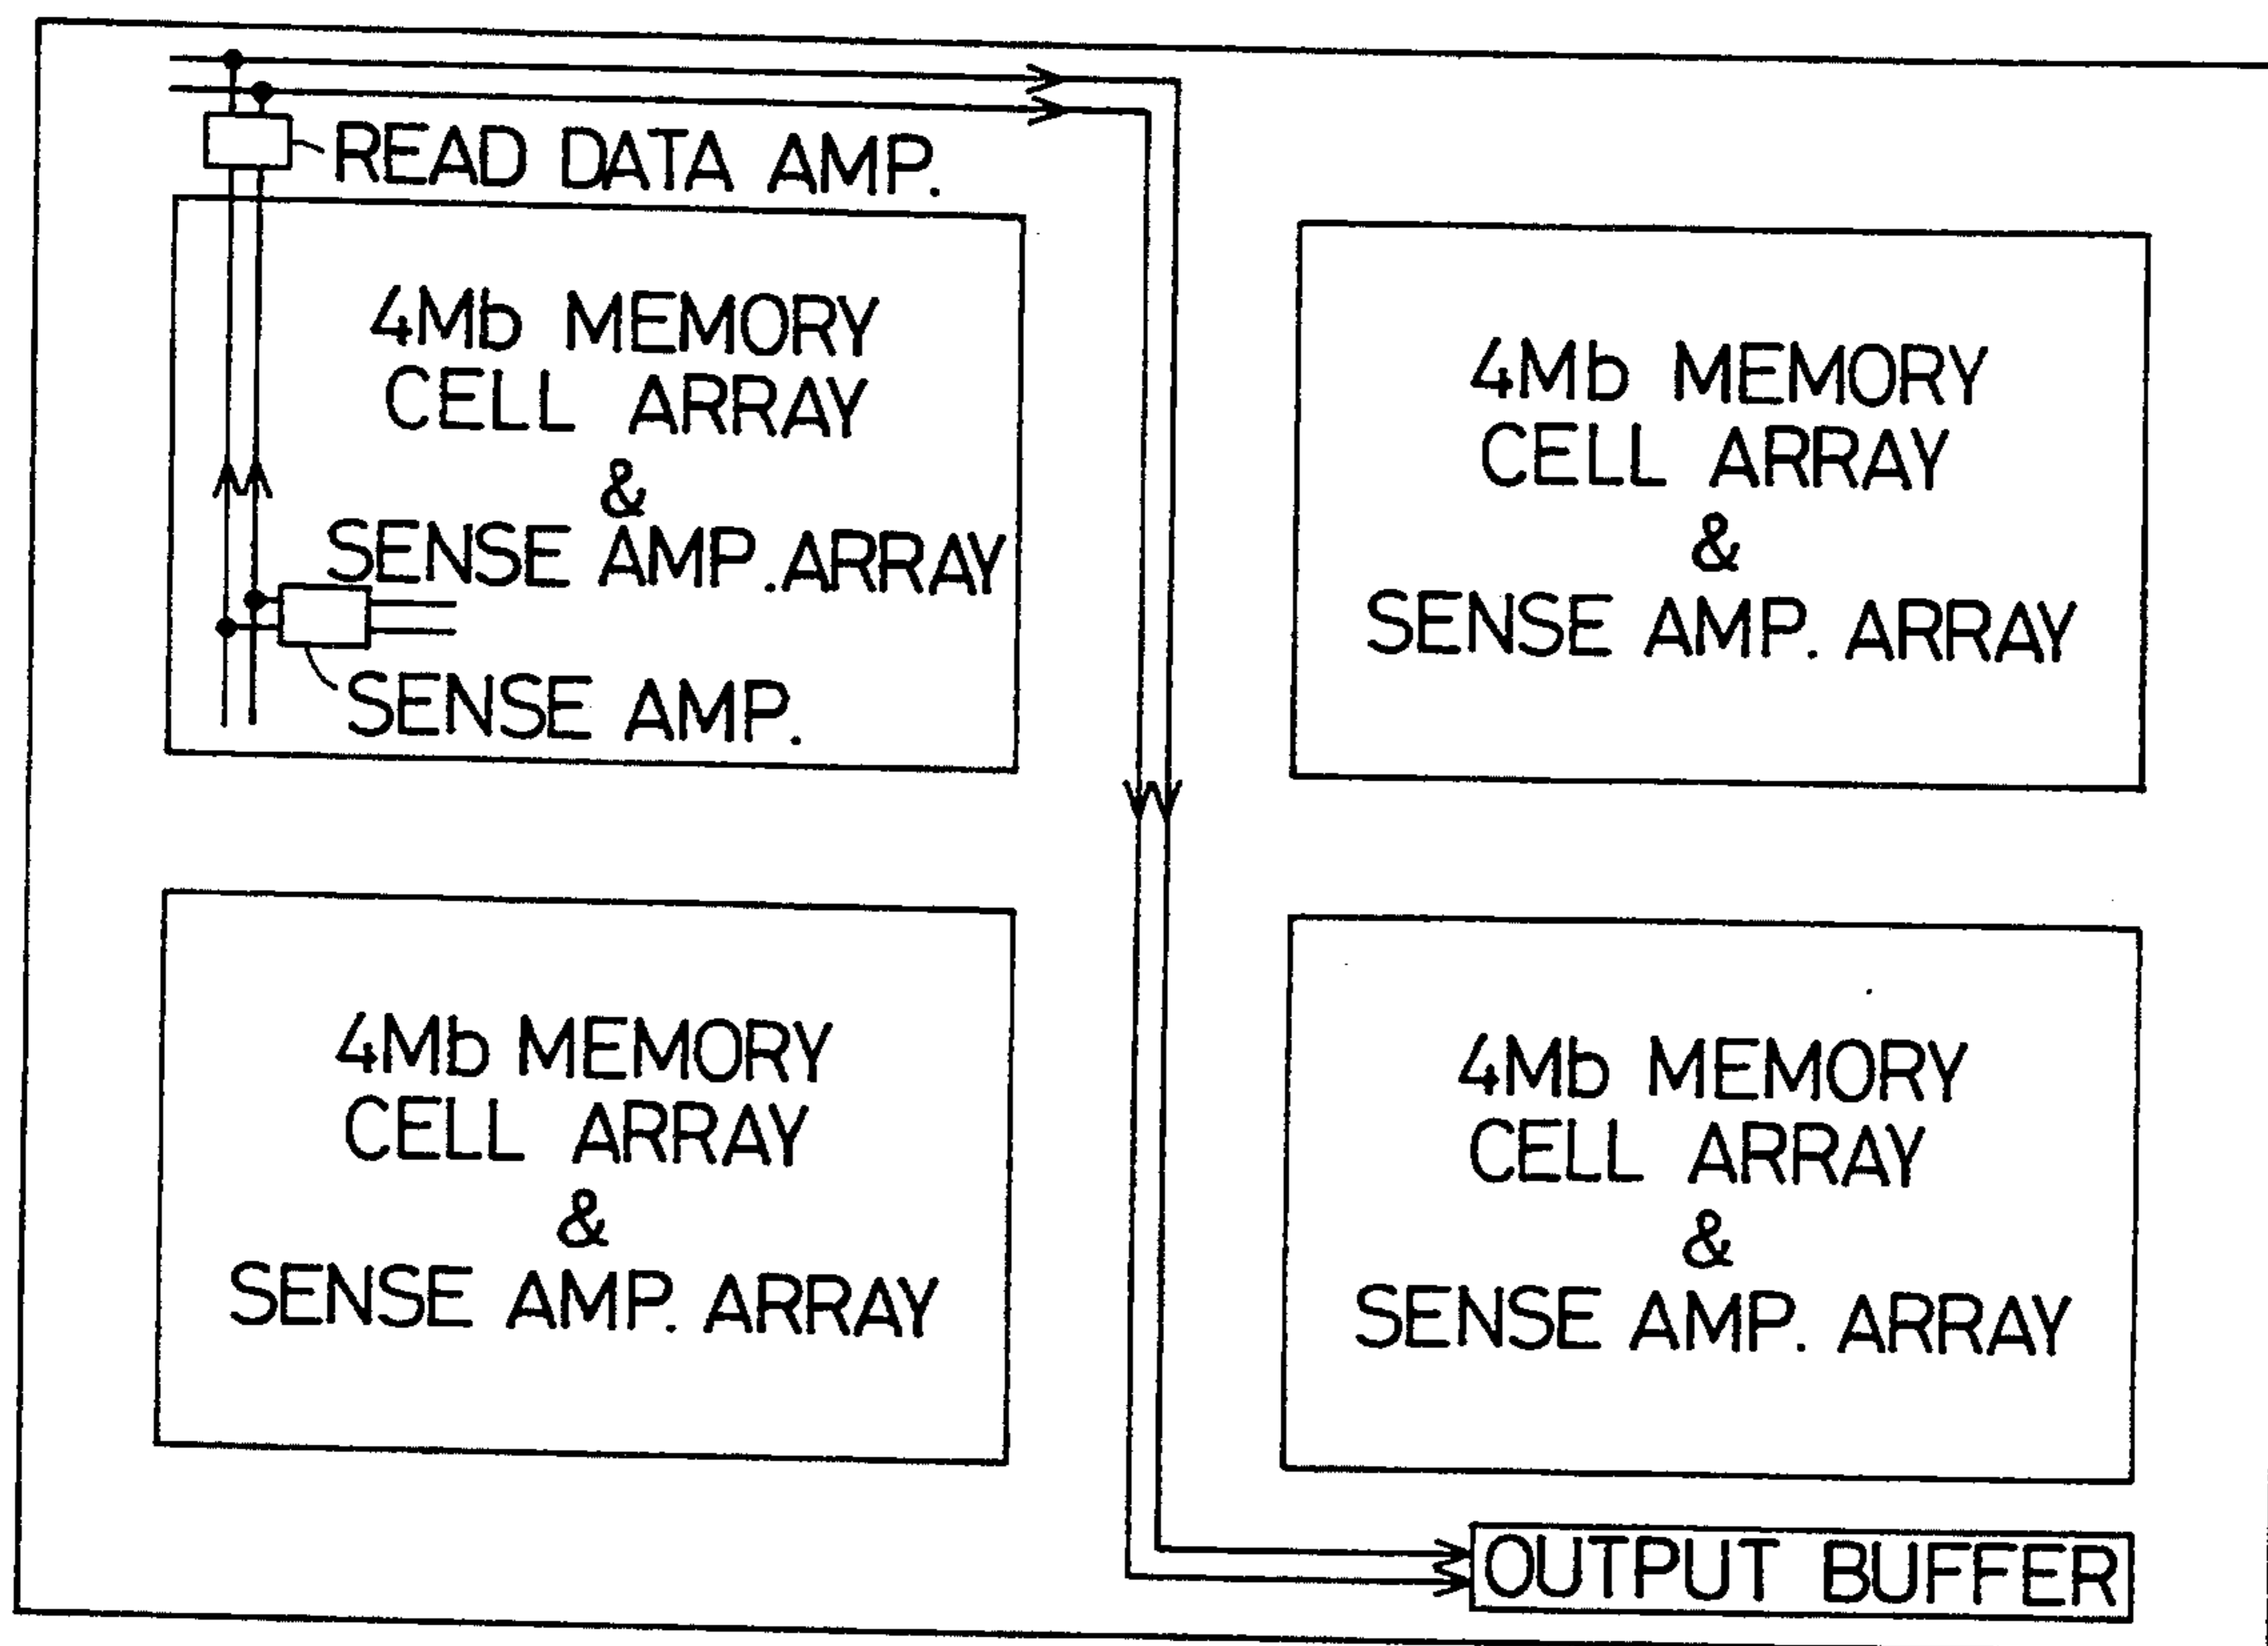 READ DATA AMP.
4Mb MEMORY
CELL ARRAY
&
SENSE AMP. ARRAY
SENSE AMP.
4Mb MEMORY
CELL ARRAY
&
SENSE AMP. ARRAY
4Mb MEMORY
CELL ARRAY
&
SENSE AMP. ARRAY
4Mb MEMORY
CELL ARRAY
&
SENSE AMP. ARRAY
OUTPUT BUFFER